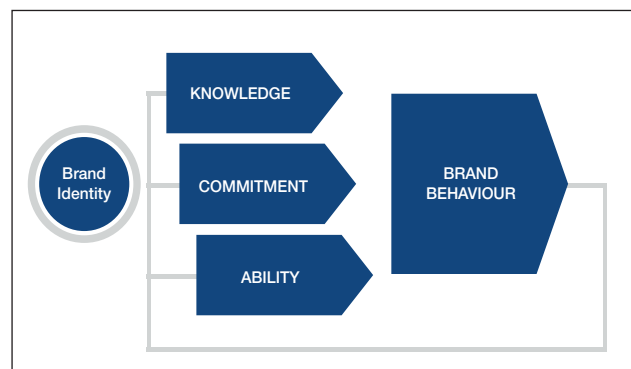 Brand
Identity
KNOWLEDGE
COMMITMENT
ABILITY
BRAND
BEHAVIOUR